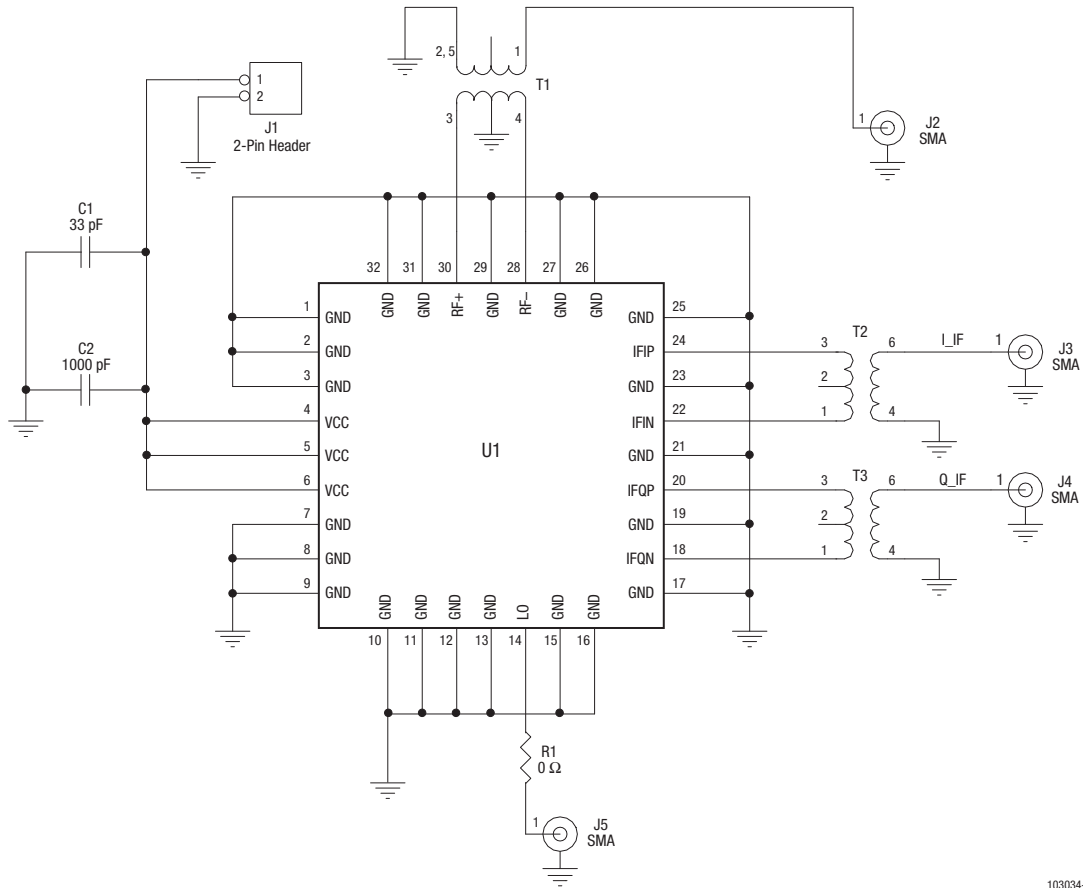 2, 5
1
T1
3
4
1
2
J1
2-Pin Header
1
J2
SMA
C1
33 pF
C2
1000 pF
32
31
30
29
28
27
26
GND
GND
RF+
GND
RF–
GND
GND
1
GND
2
GND
3
GND
4
VCC
5
VCC
6
VCC
7
GND
8
GND
9
GND
U1
GND
25
IFIP
24
GND
23
IFIN
22
GND
21
IFQP
20
GND
19
IFQN
18
GND
17
T2
3
2
1
6
4
I_IF
1
J3
SMA
T3
3
2
1
6
4
Q_IF
1
J4
SMA
GND
GND
GND
GND
LO
GND
GND
10
11
12
13
14
15
16
R1
0 Ω
1
J5
SMA
103034-